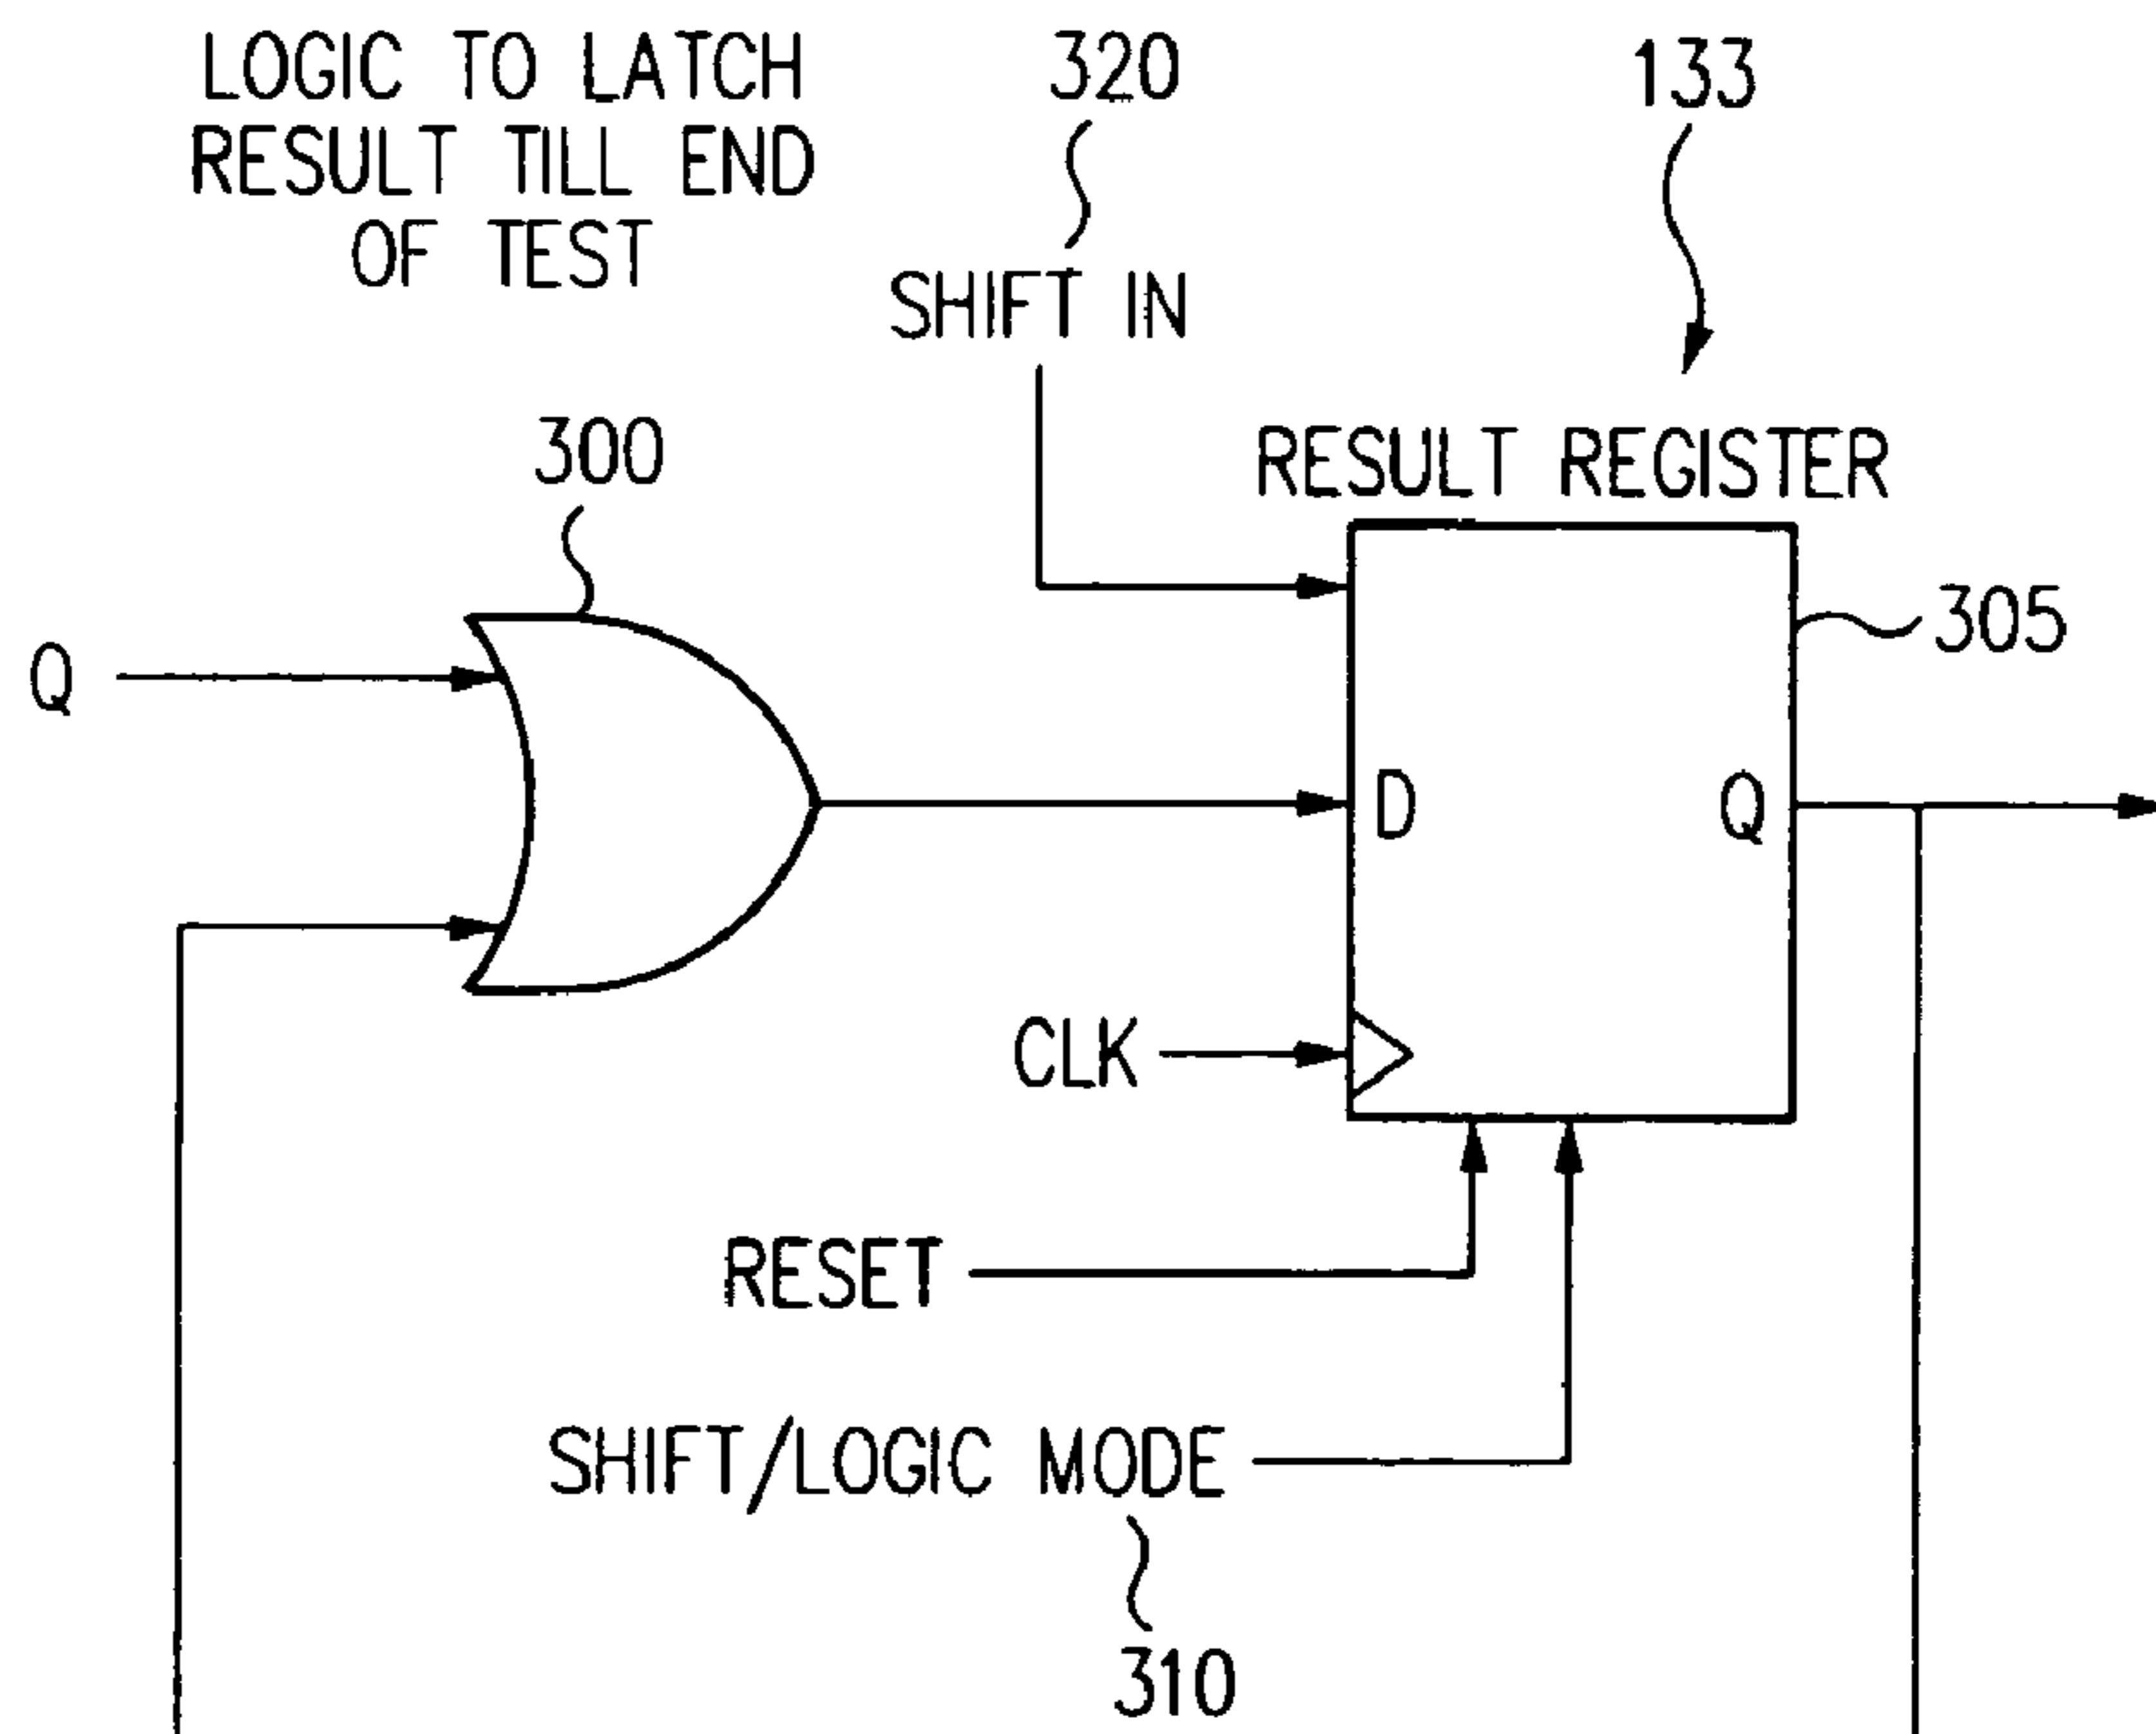 LOGIC TO LATCH
RESULT TILL END
OF TEST
320
133
SHIFT IN
300
RESULT REGISTER
305
Q
D
Q
CLK
RESET
SHIFT/LOGIC MODE
310